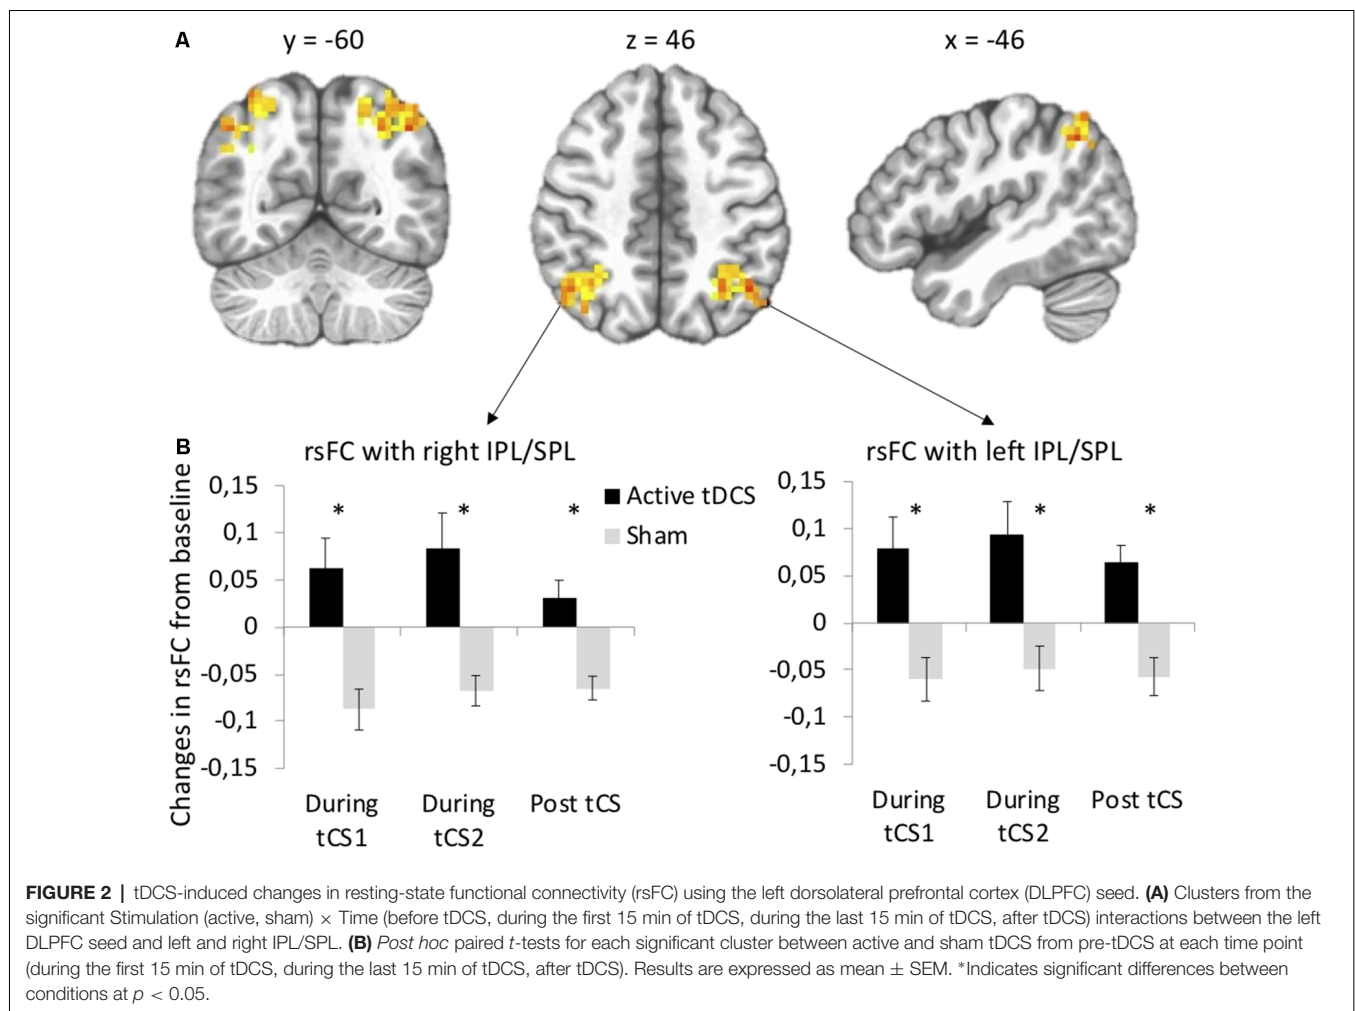 A
y = -60
z = 46
x = -46
B
rsFC with right IPL/SPL
rsFC with left IPL/SPL
Changes in rsFC from baseline
0,15
0,1
0,05
0
-0,05
-0,1
-0,15
*
*
*
Active tDCS
Sham
During
tCS1
During
tCS2
Post tCS
0,15
0,1
0,05
0
-0,05
-0,1
-0,15
*
*
*
During
tCS1
During
tCS2
Post tCS
FIGURE 2 | tDCS-induced changes in resting-state functional connectivity (rsFC) using the left dorsolateral prefrontal cortex (DLPFC) seed. (A) Clusters from the
significant Stimulation (active, sham) × Time (before tDCS, during the first 15 min of tDCS, during the last 15 min of tDCS, after tDCS) interactions between the left
DLPFC seed and left and right IPL/SPL. (B) Post hoc paired t-tests for each significant cluster between active and sham tDCS from pre-tDCS at each time point
(during the first 15 min of tDCS, during the last 15 min of tDCS, after tDCS). Results are expressed as mean ± SEM. *Indicates significant differences between
conditions at p < 0.05.